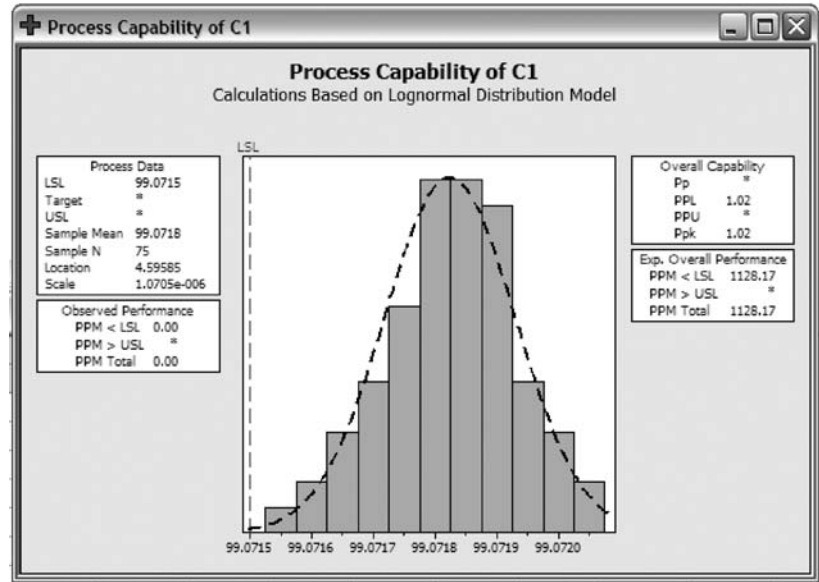 Process Capability of C1
Process Capability of C1
Calculations Based on Lognormal Distribution Model
LSL
Process Data
LSL 99.0715
Target *
USL *
Sample Mean 99.0718
Sample N 75
Location 4.59585
Scale 1.0705e-006
Observed Performance
PPM < LSL 0.00
PPM > USL *
PPM Total 0.00
Overall Capability
Pp *
PPL 1.02
PPU *
Ppk 1.02
Exp. Overall Performance
PPM < LSL 1128.17
PPM > USL *
PPM Total 1128.17
99.0715 99.0716 99.0717 99.0718 99.0719 99.0720